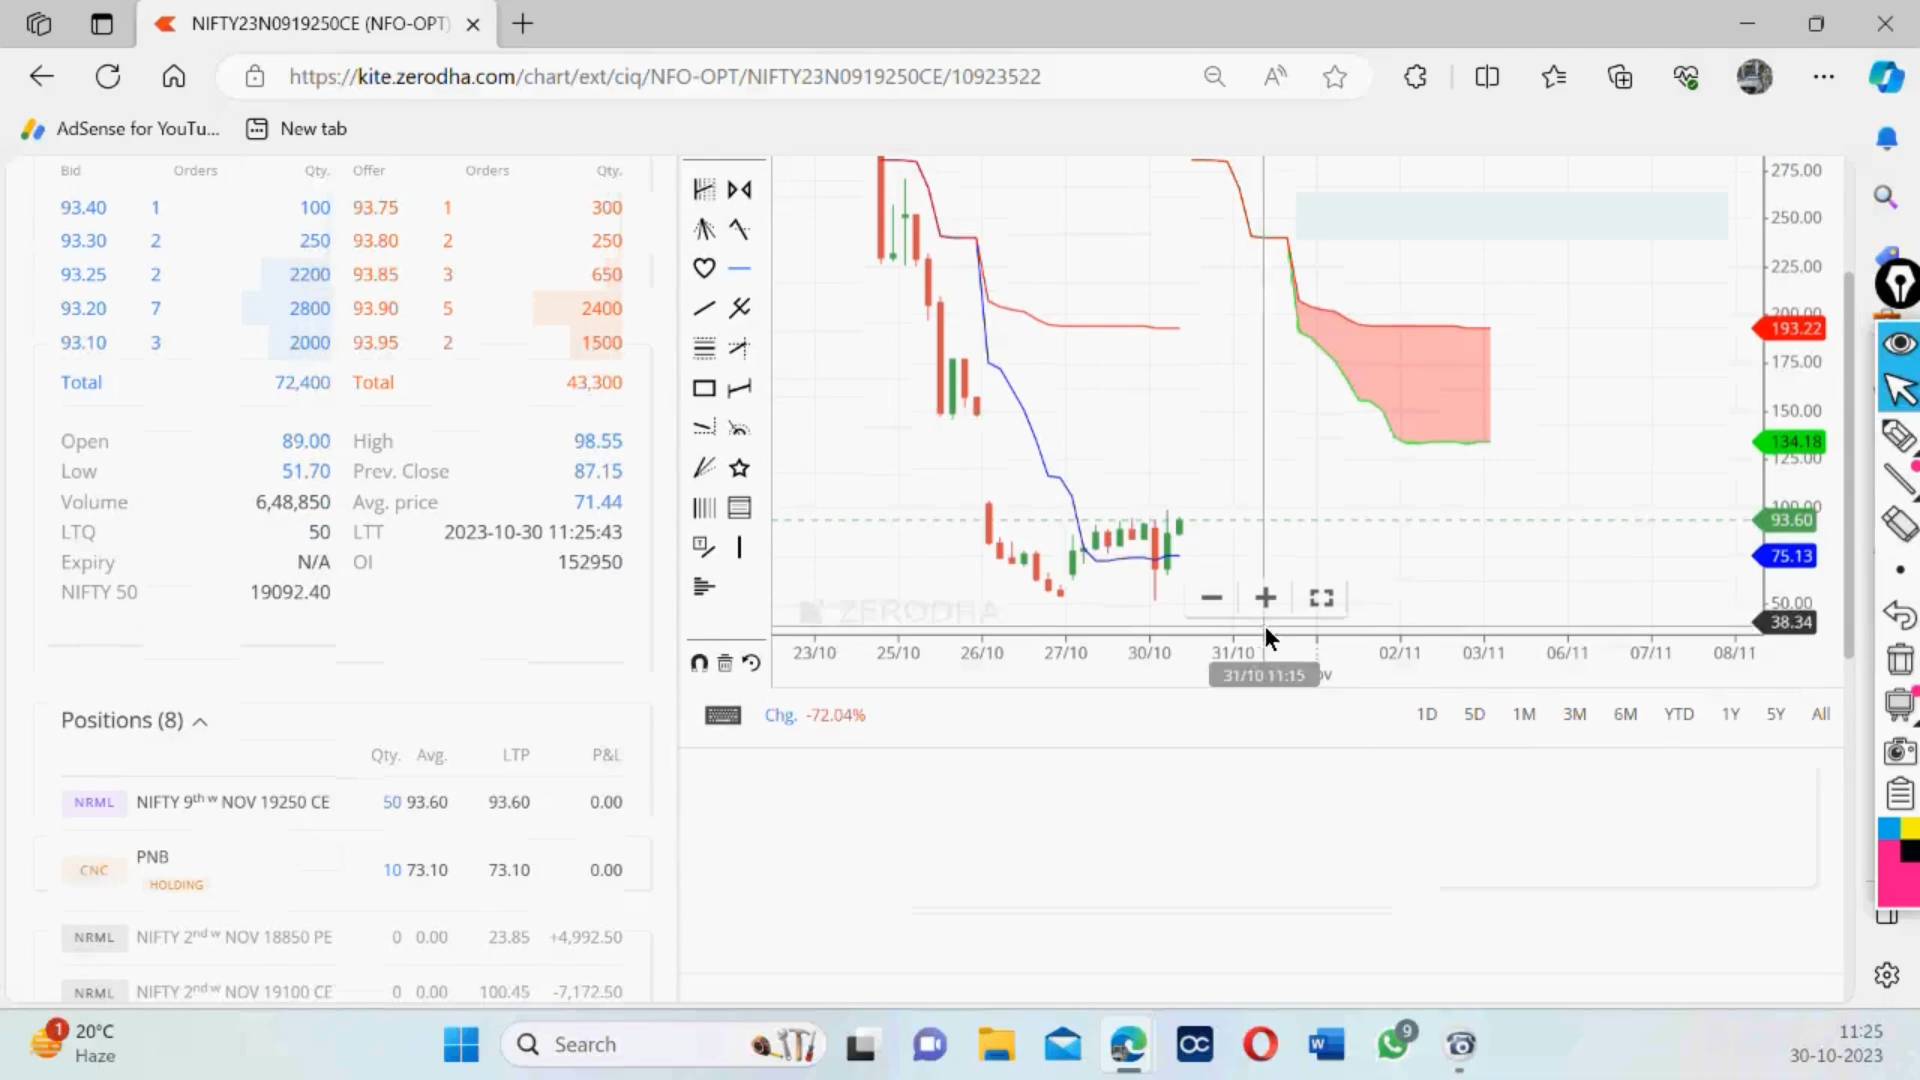 NIFTY23N0919250CE (NFO-OPT)
https://kite.zerodha.com/chart/ext/ciq/NFO-OPT/NIFTY23N0919250CE/10923522
AdSense for YouTu... New tab
Bid Orders Qty. Offer Orders Qty.
93.40 1 100 93.75 1 300
93.30 2 250 93.80 2 250
93.25 2 2200 93.85 3 650
93.20 7 2800 93.90 5 2400
93.10 3 2000 93.95 2 1500
Total 72,400 Total 43,300
Open 89.00 High 98.55
Low 51.70 Prev. Close 87.15
Volume 6,48,850 Avg. price 71.44
LTQ 50 LTT 2023-10-30 11:25:43
Expiry N/A OI 152950
NIFTY 50 19092.40
Positions (8)
Qty. Avg. LTP P&L
NRML NIFTY 9th w NOV 19250 CE 50 93.60 93.60 0.00
PNB
CNC 10 73.10 73.10 0.00
HOLDING
NRML NIFTY 2nd w NOV 18850 PE 0 0.00 23.85 +4,992.50
NRML NIFTY 2nd w NOV 19100 CE 0 0.00 100.45 -7,172.50
275.00
250.00
225.00
200.00
193.22
175.00
150.00
134.18
125.00
100.00
93.60
75.13
50.00
38.34
ZERODHA
23/10 25/10 26/10 27/10 30/10 31/10 02/11 03/11 06/11 07/11 08/11
31/10 11:15
Chg. -72.04% 1D 5D 1M 3M 6M YTD 1Y 5Y All
1
20°C
Haze
Search
9
11:25
30-10-2023